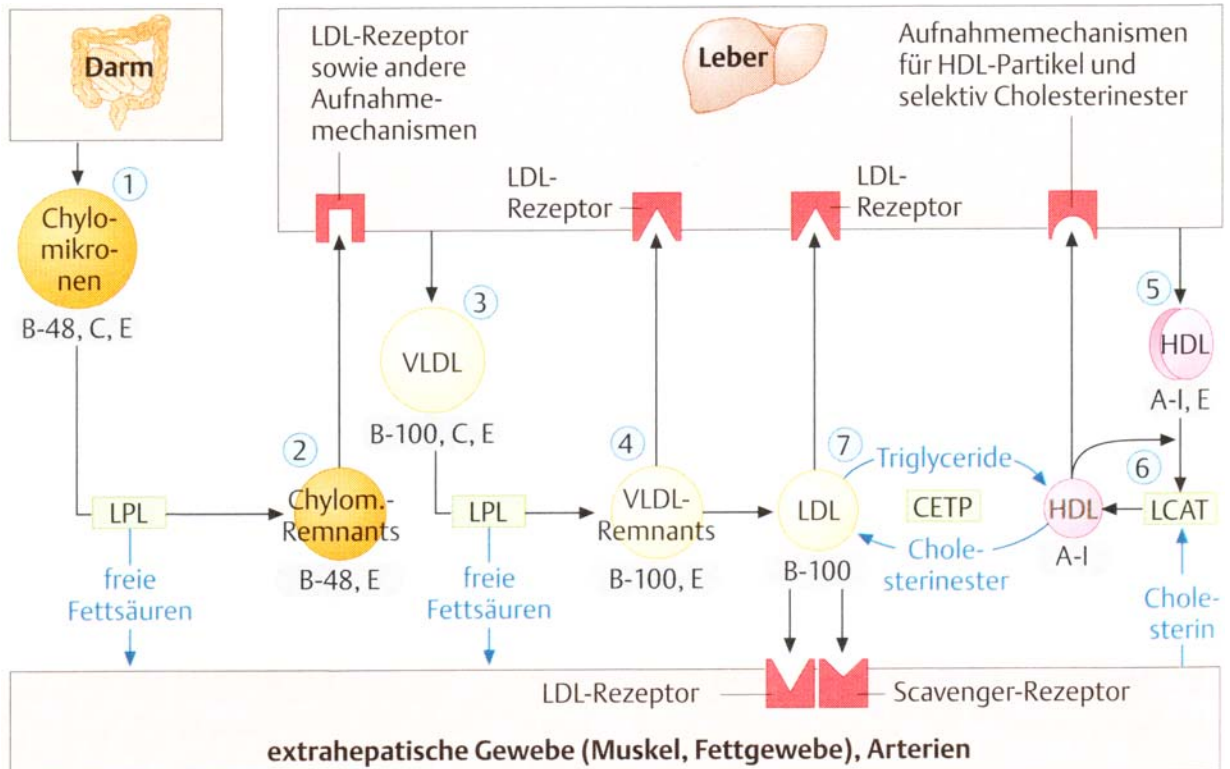 Darm
LDL-Rezeptor
sowie andere
Aufnahme-
mechanismen
Leber
Aufnahmemechanismen
für HDL-Partikel und
selektiv Cholesterinester
1
Chylo-
mikro-
nen
B-48, C, E
LDL-
Rezeptor
LDL-
Rezeptor
3
VLDL
B-100, C, E
5
HDL
A-I, E
LPL
freie
Fettsäuren
2
Chylom.-
Remnants
B-48, E
LPL
freie
Fettsäuren
4
VLDL-
Remnants
B-100, E
7
LDL
B-100
Triglyceride
CETP
Chole-
sterinester
HDL
A-I
6
LCAT
Chole-
sterin
LDL-Rezeptor
Scavenger-Rezeptor
extrahepatische Gewebe (Muskel, Fettgewebe), Arterien